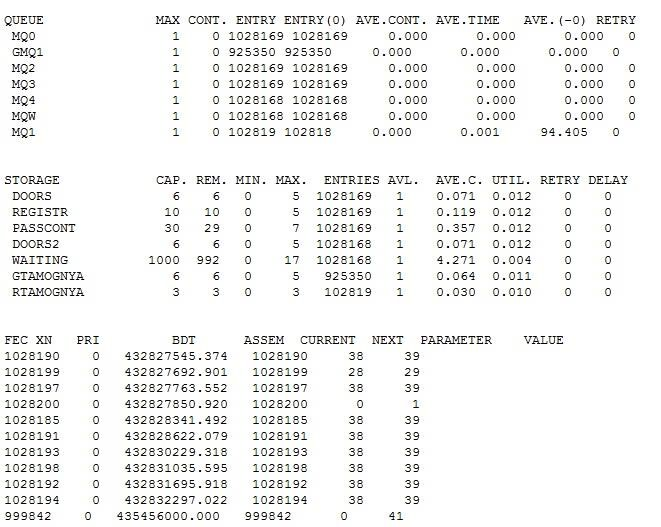 QUEUE MAX CONT. ENTRY ENTRY(0) AVE.CONT. AVE.TIME AVE.(-0) RETRY
MQ0 1 0 1028169 1028169 0.000 0.000 0.000 0
GMQ1 1 0 925350 925350 0.000 0.000 0.000 0
MQ2 1 0 1028169 1028169 0.000 0.000 0.000 0
MQ3 1 0 1028169 1028169 0.000 0.000 0.000 0
MQ4 1 0 1028168 1028168 0.000 0.000 0.000 0
MQW 1 0 1028168 1028168 0.000 0.000 0.000 0
MQ1 1 0 102819 102818 0.000 0.001 94.405 0
STORAGE CAP. REM. MIN. MAX. ENTRIES AVL. AVE.C. UTIL. RETRY DELAY
DOORS 6 6 0 5 1028169 1 0.071 0.012 0 0
REGISTR 10 10 0 5 1028169 1 0.119 0.012 0 0
PASSCONT 30 29 0 7 1028169 1 0.357 0.012 0 0
DOORS2 6 6 0 5 1028168 1 0.071 0.012 0 0
WAITING 1000 992 0 17 1028168 1 4.271 0.004 0 0
GTAMOGNYA 6 6 0 5 925350 1 0.064 0.011 0 0
RTAMOGNYA 3 3 0 3 102819 1 0.030 0.010 0 0
FEC XN PRI BDT ASSEM CURRENT NEXT PARAMETER VALUE
1028190 0 432827545.374 1028190 38 39
1028199 0 432827692.901 1028199 28 29
1028197 0 432827763.552 1028197 38 39
1028200 0 432827850.920 1028200 0 1
1028185 0 432828341.492 1028185 38 39
1028191 0 432828622.079 1028191 38 39
1028193 0 432830229.318 1028193 38 39
1028198 0 432831035.595 1028198 38 39
1028192 0 432831695.918 1028192 38 39
1028194 0 432832297.022 1028194 38 39
999842 0 435456000.000 999842 0 41